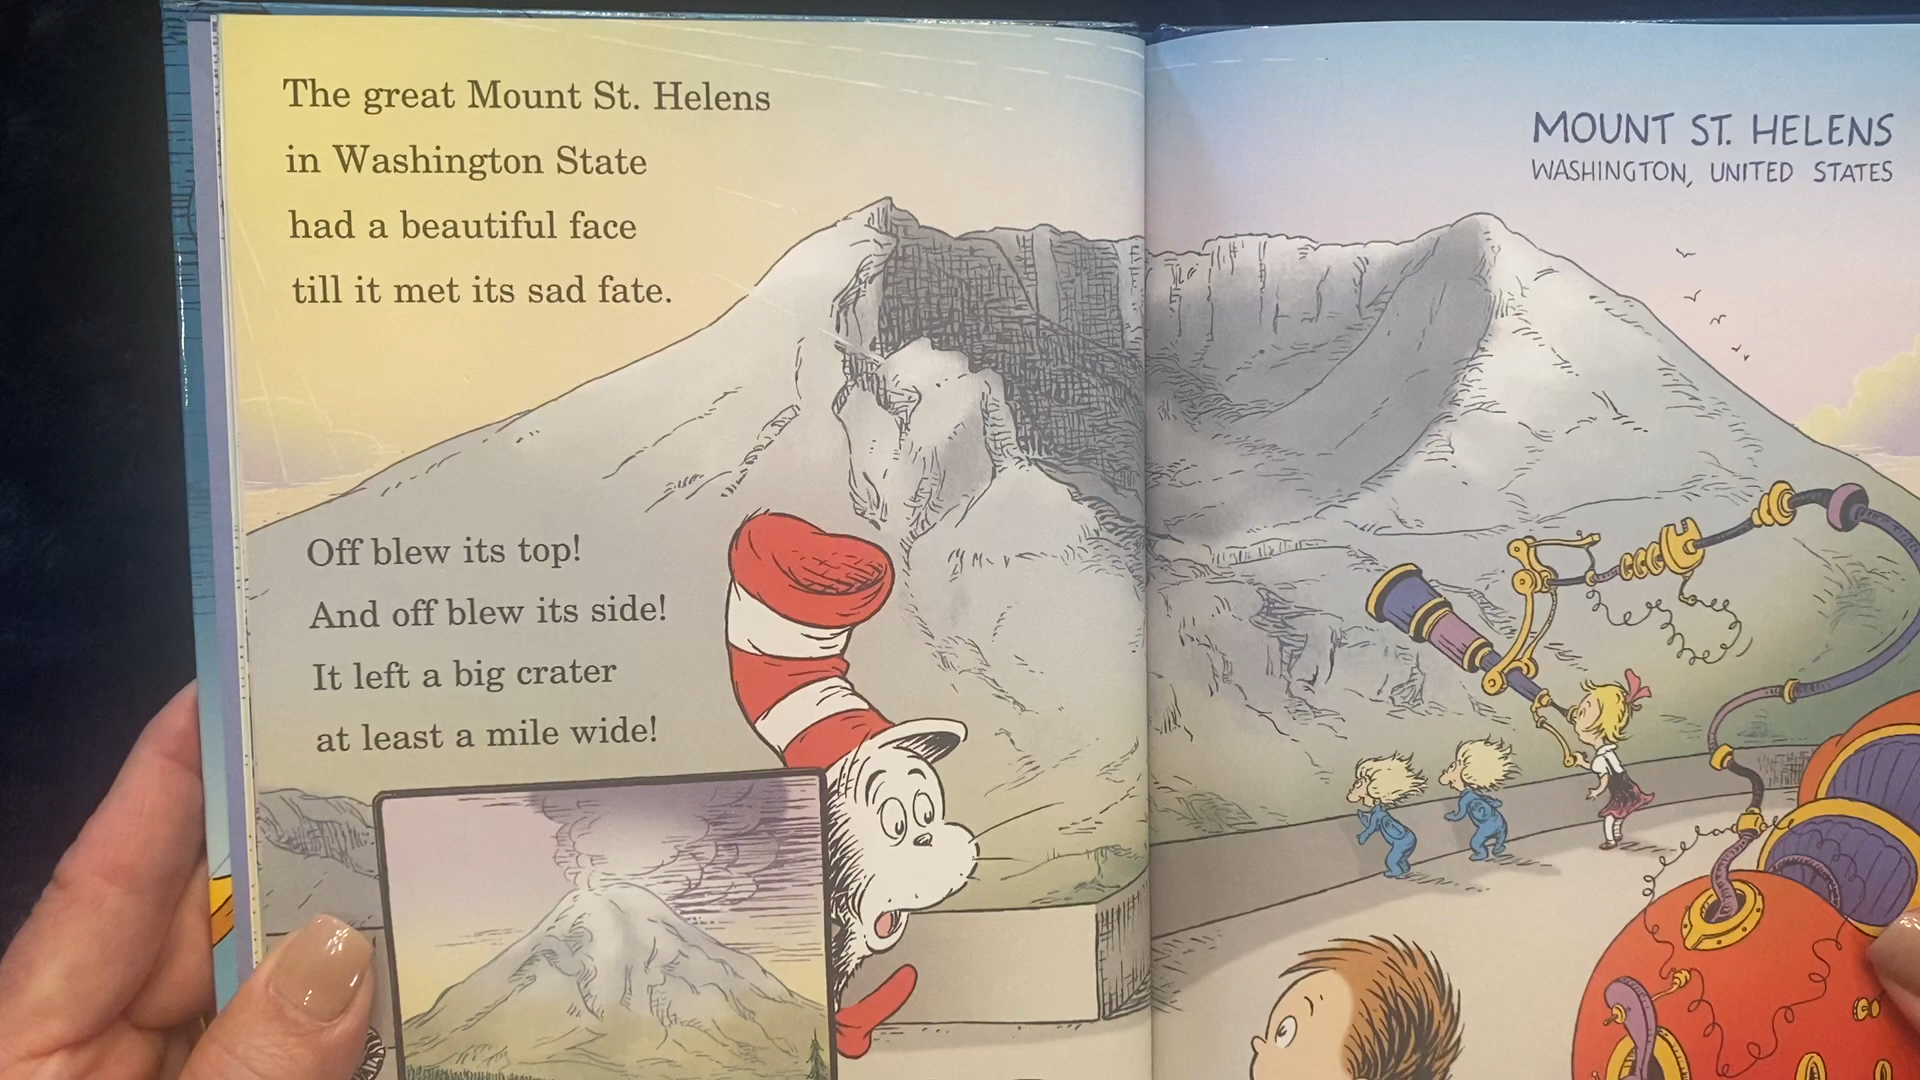 The great Mount St. Helens
in Washington State
had a beautiful face
till it met its sad fate.
Off blew its top!
And off blew its side!
It left a big crater
at least a mile wide!
MOUNT ST. HELENS
WASHINGTON, UNITED STATES